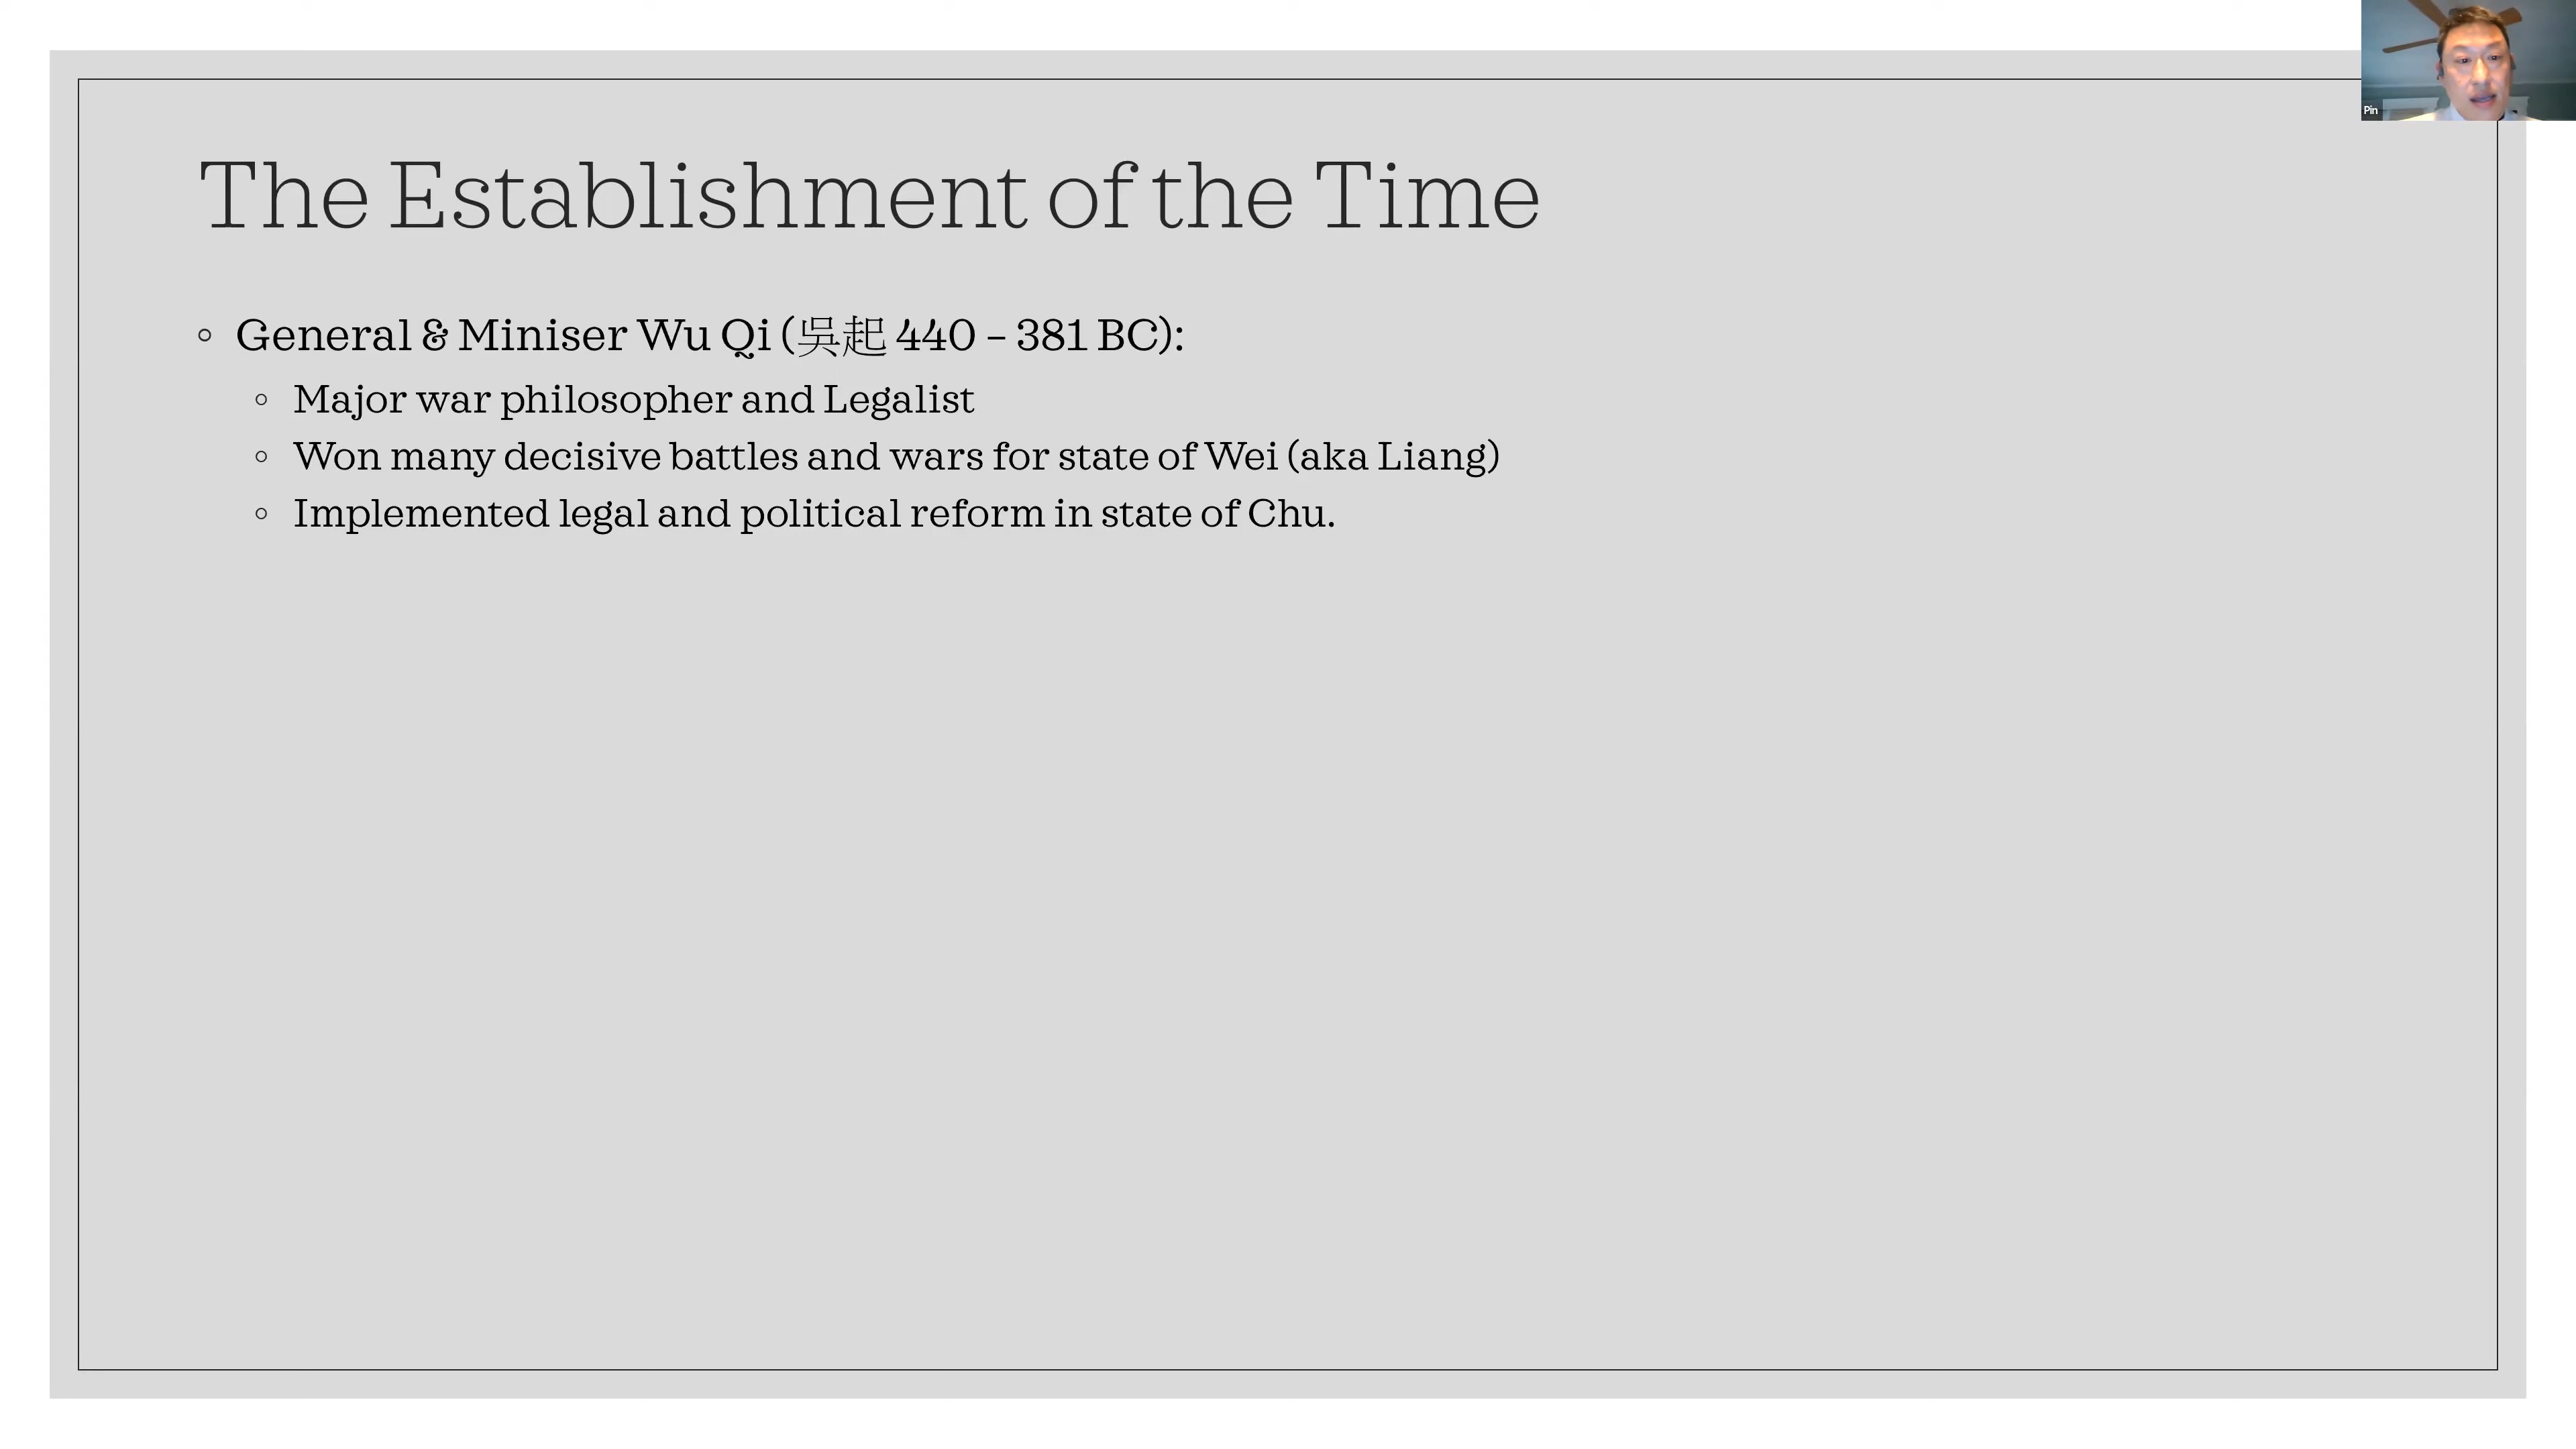 Pin
The Establishment of the Time
General & Miniser Wu Qi (吳起 440 – 381 BC):
Major war philosopher and Legalist
Won many decisive battles and wars for state of Wei (aka Liang)
Implemented legal and political reform in state of Chu.